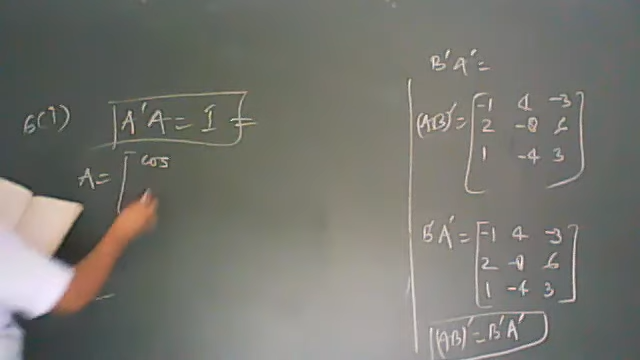 6(i) A'A = I =
A = [ cos
B'A' =
(AB)' = [ -1 4 -3
2 -8 6
1 -4 3 ]
B'A' = [ -1 4 -3
2 -8 6
1 -4 3 ]
(AB)' = B'A'